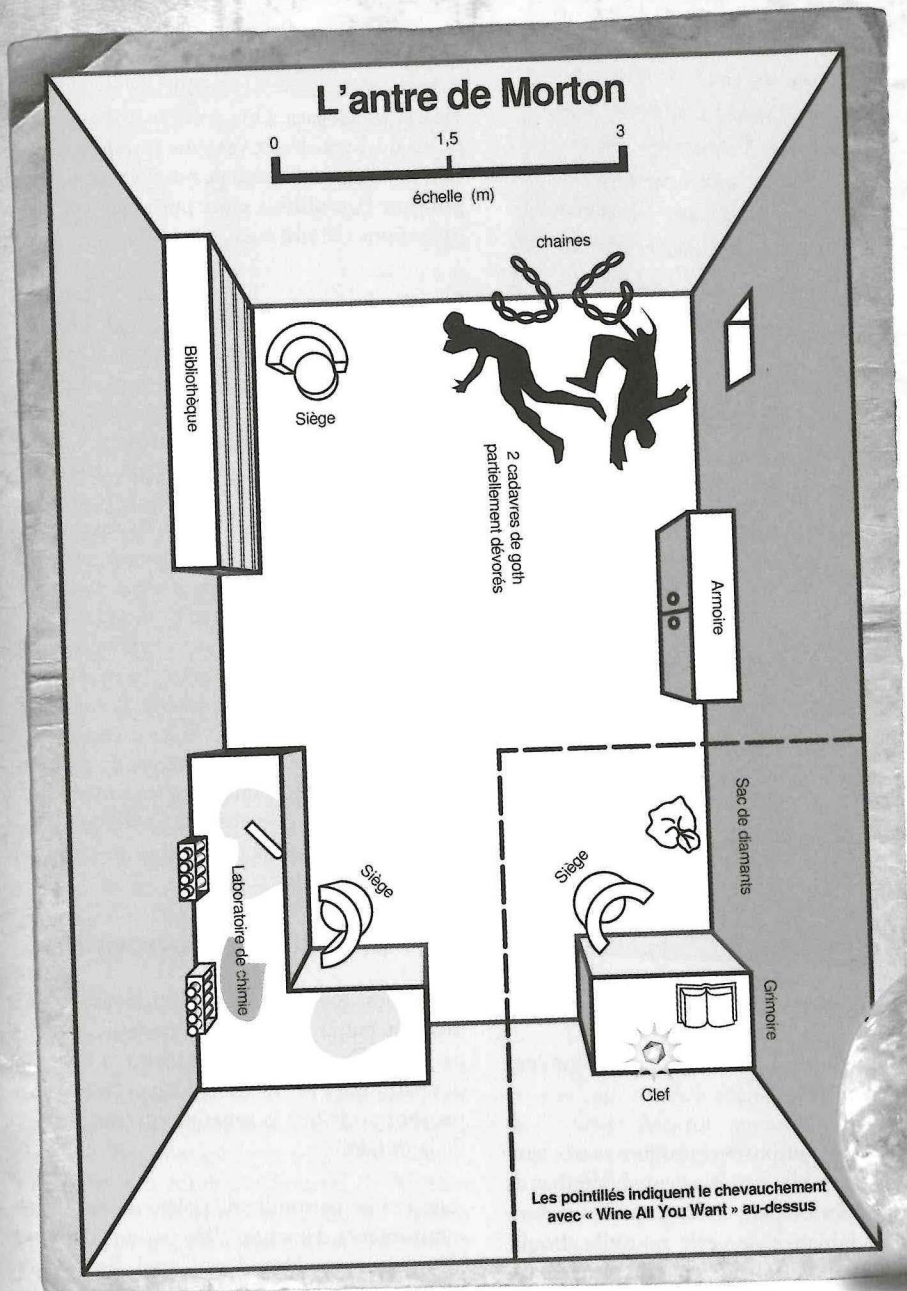 L'antre de Morton
0
1,5
3
échelle (m)
chaines
Bibliothèque
Siège
2 cadavres de goth
partiellement dévorés
Armoire
Sac de diamants
Siège
Siège
Laboratoire de chimie
Grimoire
Clef
Les pointillés indiquent le chevauchement
avec « Wine All You Want » au-dessus